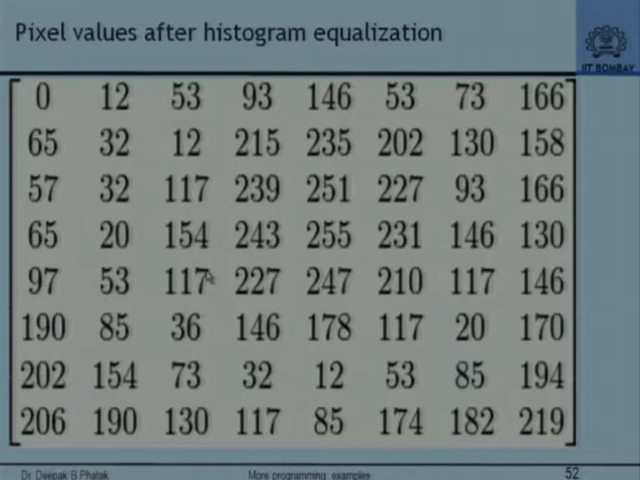 Pixel values after histogram equalization
IIT BOMBAY
0 12 53 93 146 53 73 166
65 32 12 215 235 202 130 158
57 32 117 239 251 227 93 166
65 20 154 243 255 231 146 130
97 53 117 227 247 210 117 146
190 85 36 146 178 117 20 170
202 154 73 32 12 53 85 194
206 190 130 117 85 174 182 219
Dr. Deepak B Phatak More programming examples 52